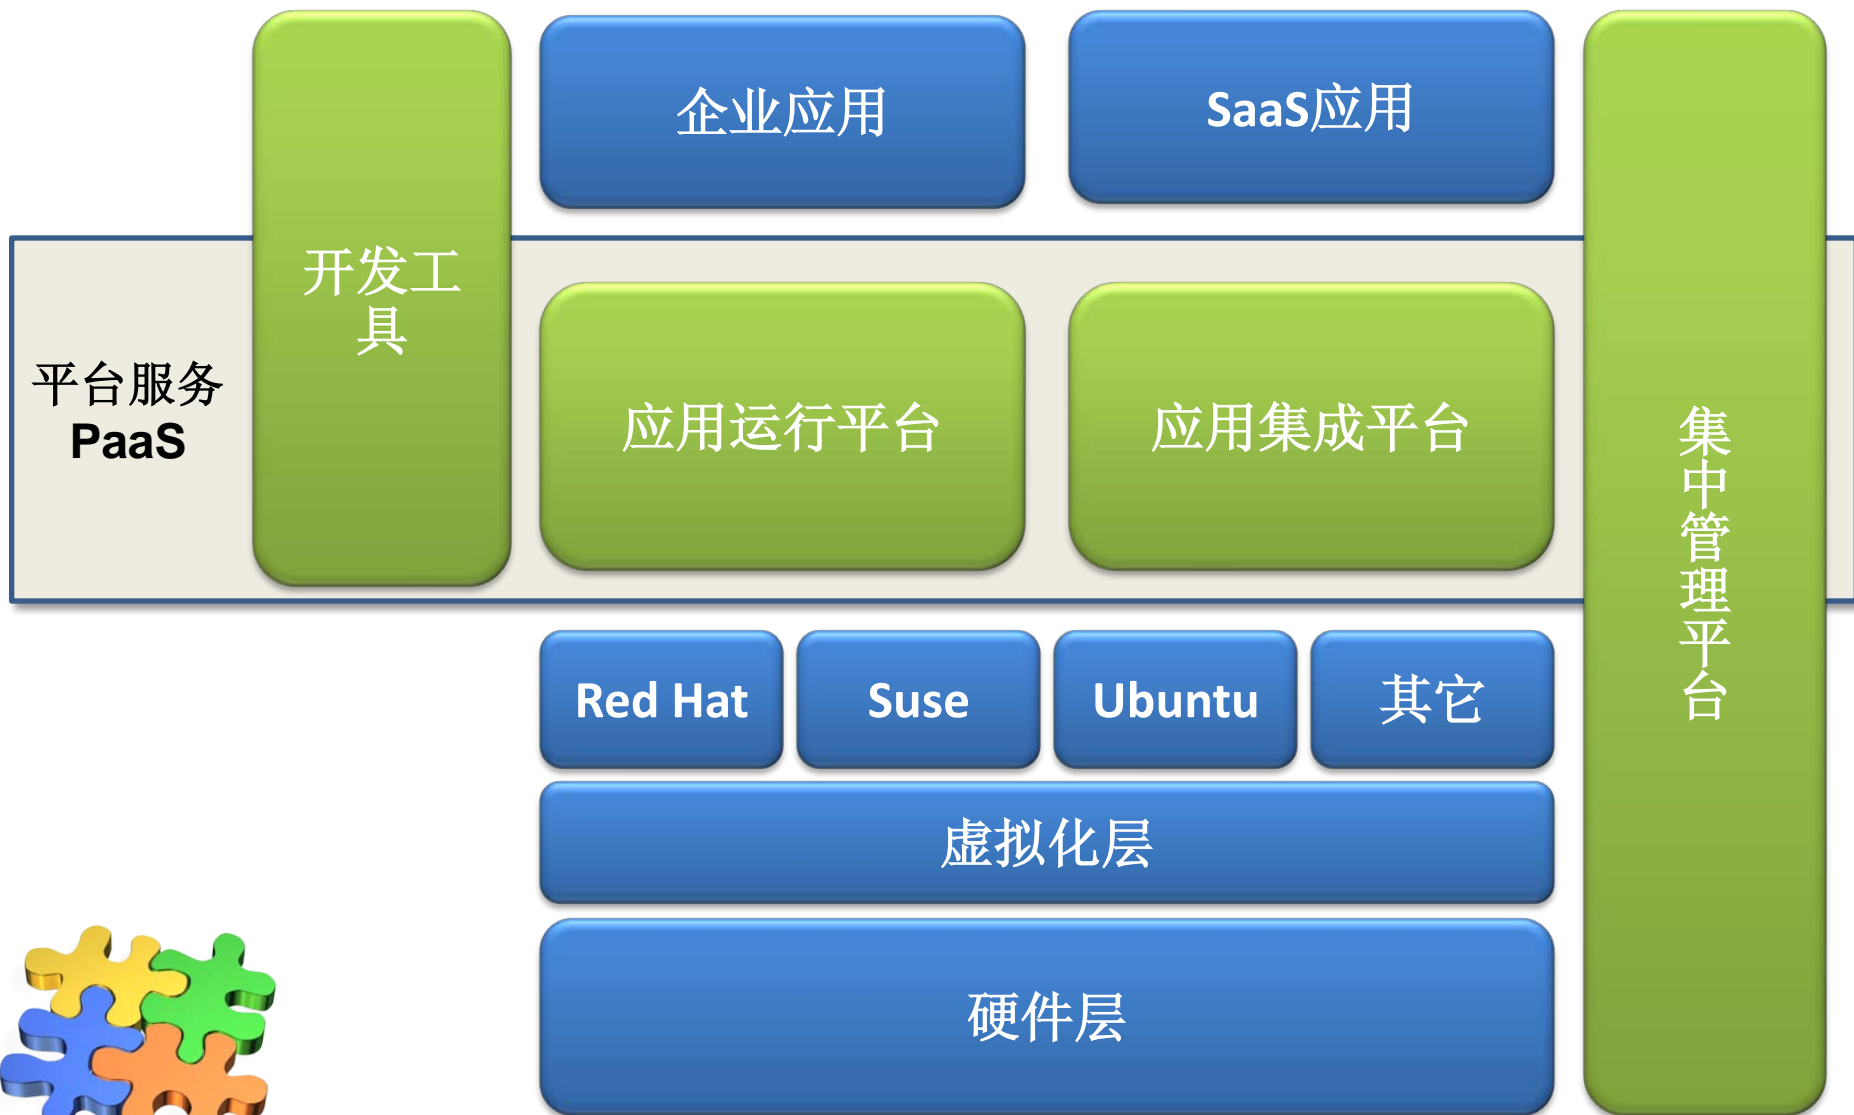 企业应用
SaaS应用
开发工
具
平台服务
PaaS
应用运行平台
应用集成平台
集中管理平台
Red Hat
Suse
Ubuntu
其它
虚拟化层
硬件层